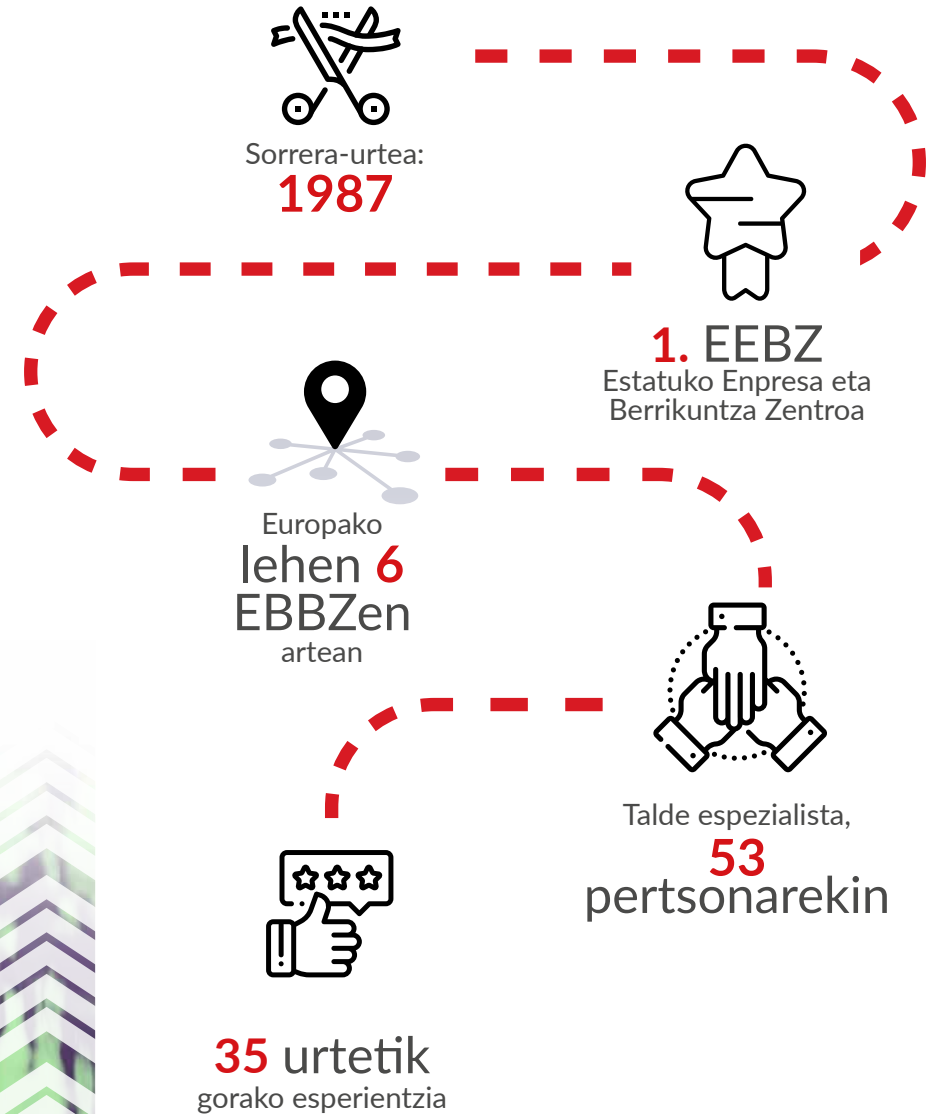 Sorrera-urtea:
1987
1. EEBZ
Estatuko Enpresa eta
Berrikuntza Zentroa
Europako
lehen 6
EBBZen
artean
Talde espezialista,
53
pertsonarekin
35 urtetik
gorako esperientzia